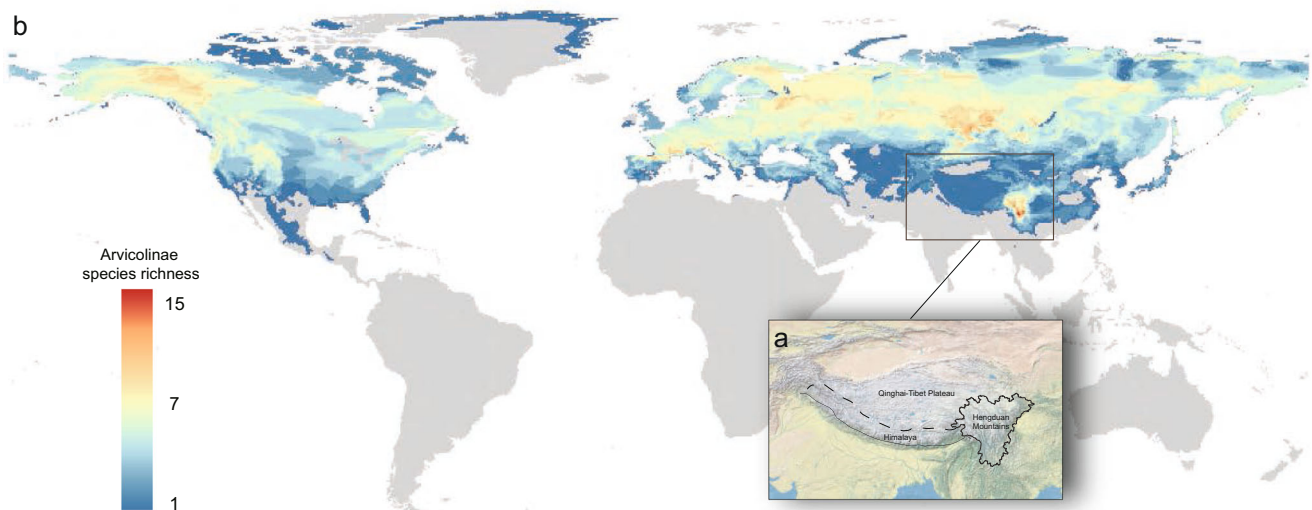 b
Arvicolinae
species richness
15
7
1
a
Qinghai-Tibet Plateau
Hengduan
Mountains
Himalaya